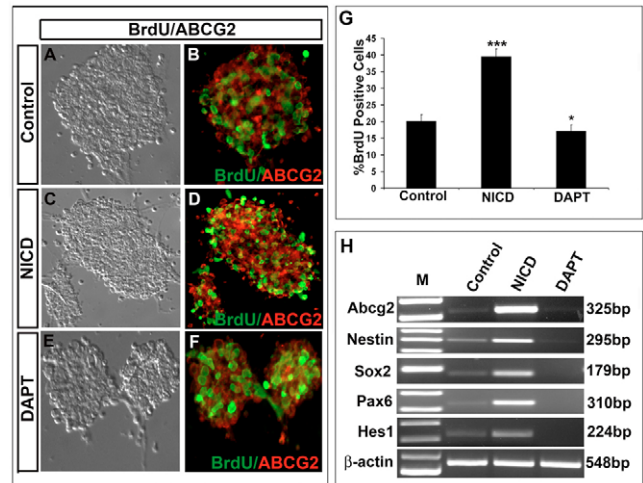 BrdU/ABCG2
Control
A
B
BrdU/ABCG2
NICD
C
D
BrdU/ABCG2
DAPT
E
F
BrdU/ABCG2
G
%BrdU Positive Cells
45
40
35
30
25
20
15
10
5
0
***
*
Control NICD DAPT
H
M Control NICD DAPT
Abcg2 325bp
Nestin 295bp
Sox2 179bp
Pax6 310bp
Hes1 224bp
β-actin 548bp